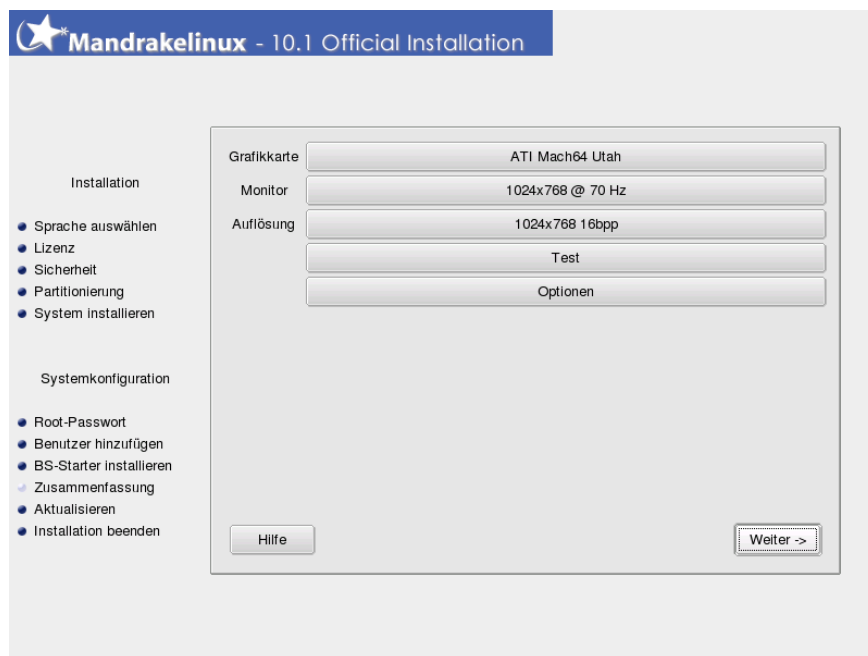 Mandrakelinux - 10.1 Official Installation
Installation
Sprache auswählen
Lizenz
Sicherheit
Partitionierung
System installieren
Systemkonfiguration
Root-Passwort
Benutzer hinzufügen
BS-Starter installieren
Zusammenfassung
Aktualisieren
Installation beenden
Grafikkarte ATI Mach64 Utah
Monitor 1024x768 @ 70 Hz
Auflösung 1024x768 16bpp
Test
Optionen
Hilfe Weiter ->